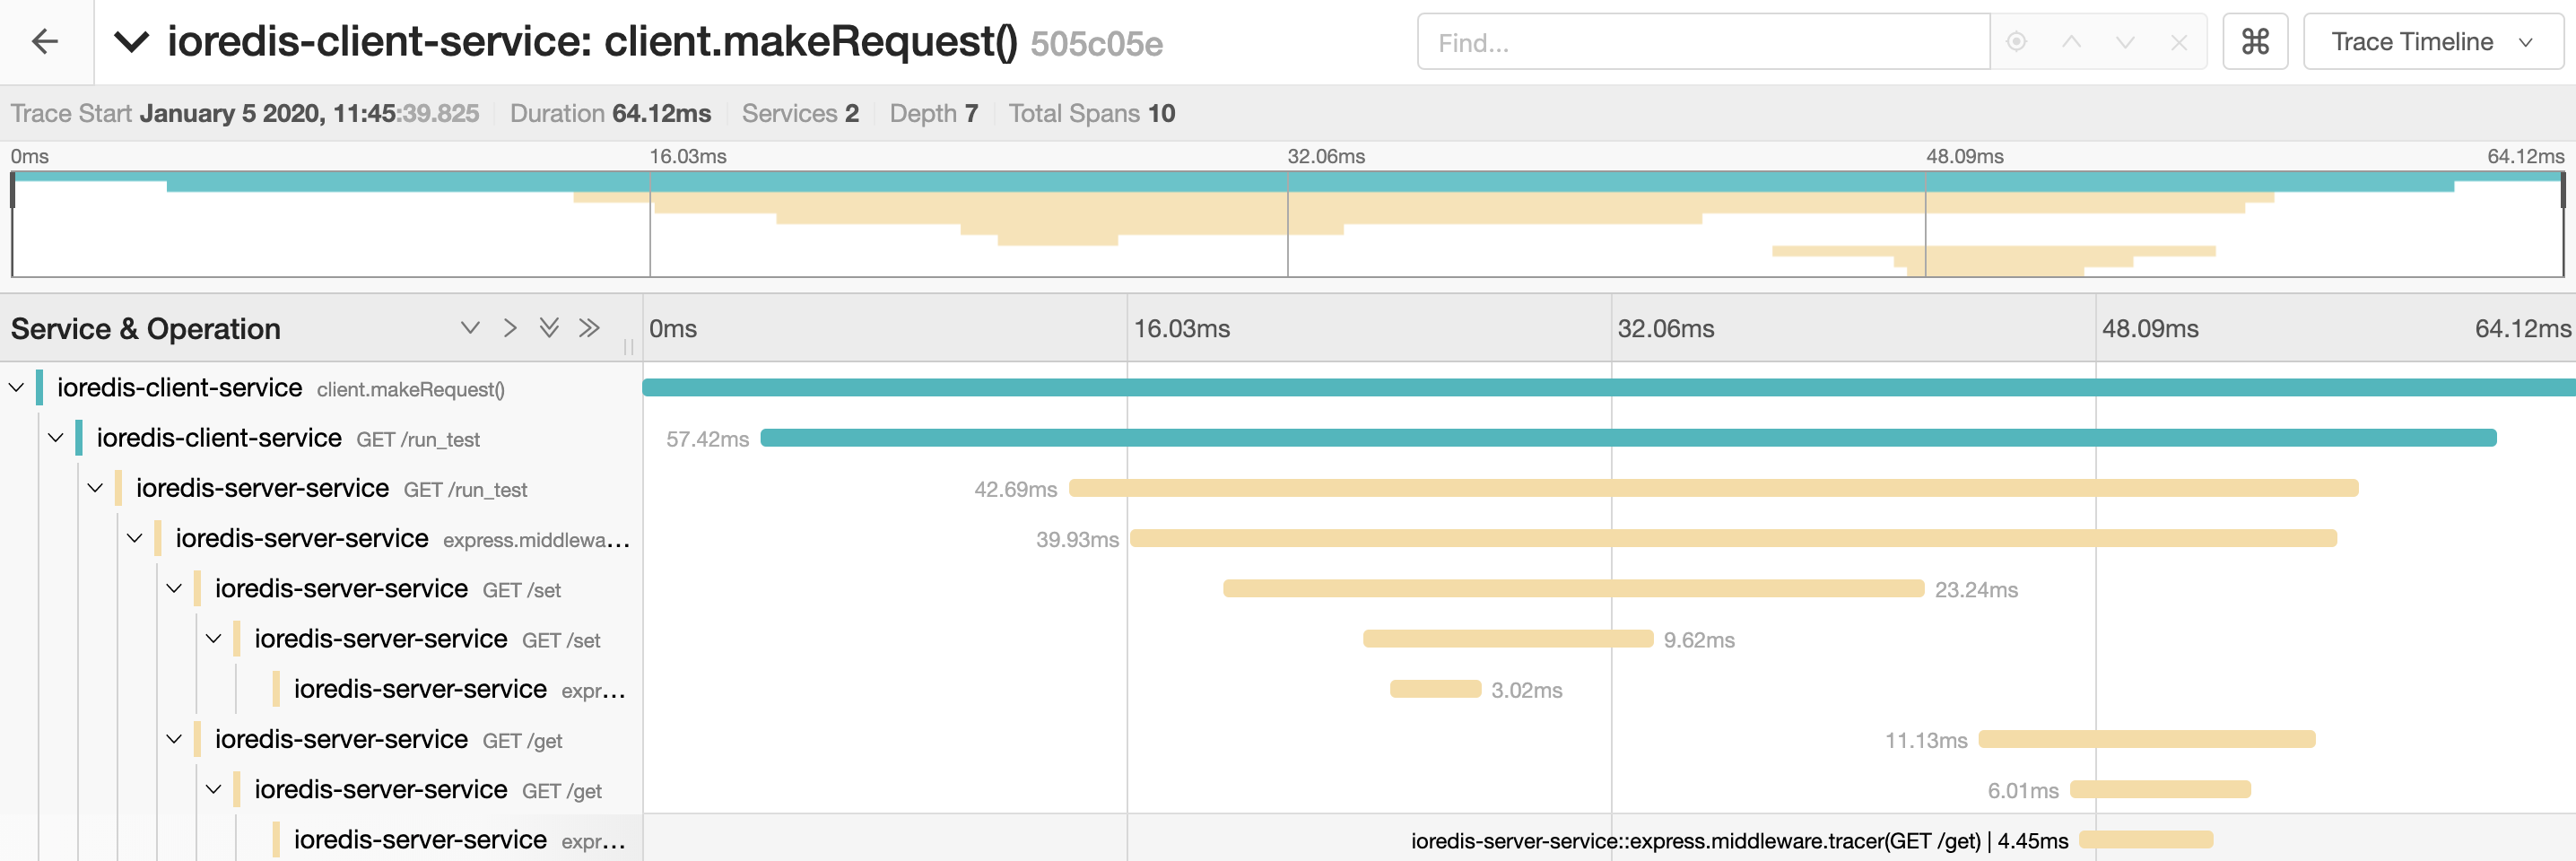 ioredis-client-service: client.makeRequest() 505c05e
Find...
⌘
Trace Timeline
Trace Start January 5 2020, 11:45:39.825 Duration 64.12ms Services 2 Depth 7 Total Spans 10
0ms 16.03ms 32.06ms 48.09ms 64.12ms
Service & Operation 0ms 16.03ms 32.06ms 48.09ms 64.12ms
ioredis-client-service client.makeRequest()
ioredis-client-service GET /run_test 57.42ms
ioredis-server-service GET /run_test 42.69ms
ioredis-server-service express.middlewa... 39.93ms
ioredis-server-service GET /set 23.24ms
ioredis-server-service GET /set 9.62ms
ioredis-server-service expr... 3.02ms
ioredis-server-service GET /get 11.13ms
ioredis-server-service GET /get 6.01ms
ioredis-server-service expr... ioredis-server-service::express.middleware.tracer(GET /get) | 4.45ms